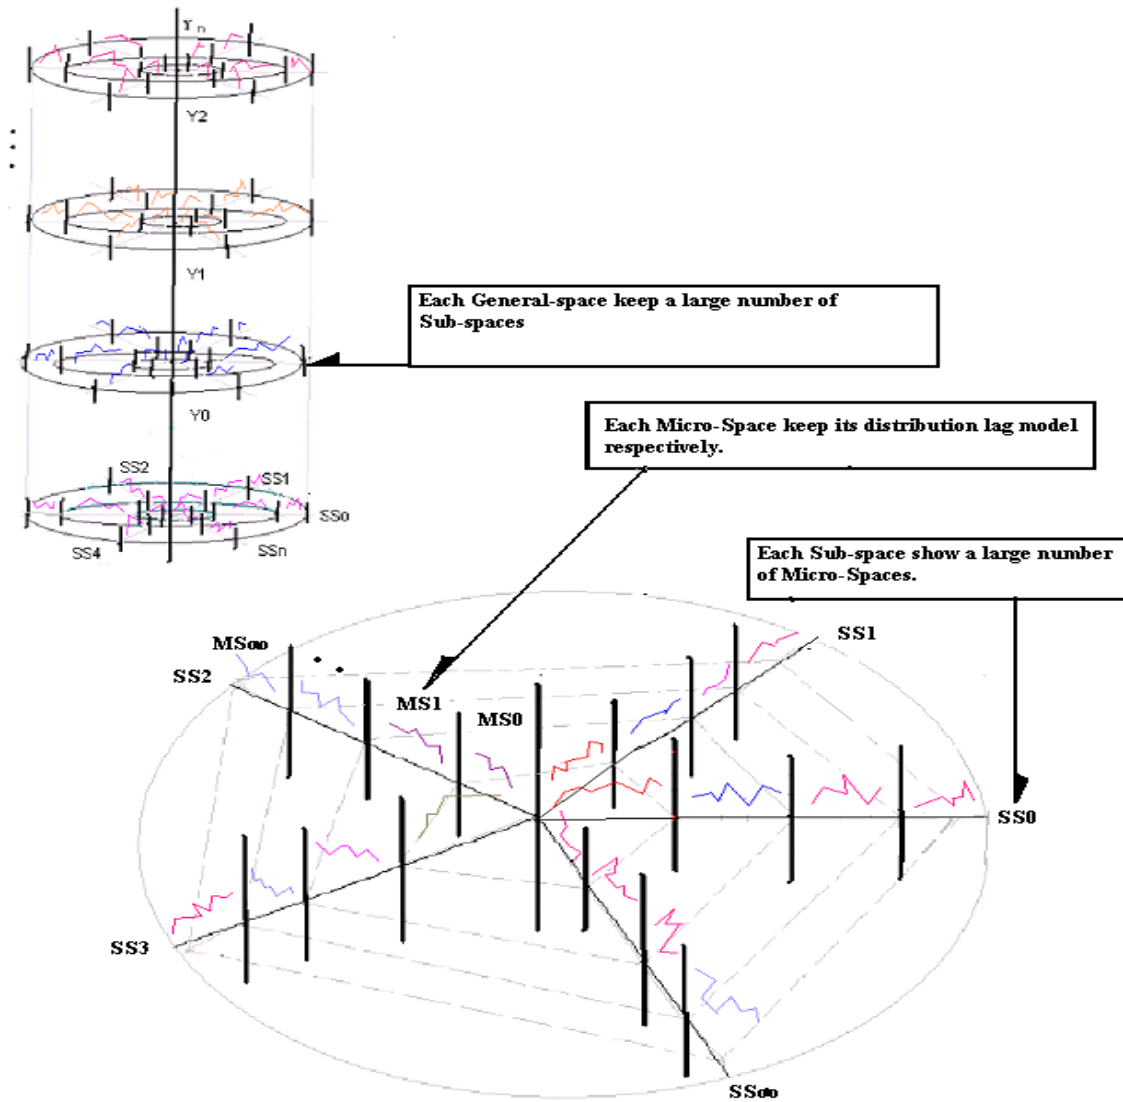 Yn
Y2
Y1
Each General-space keep a large number of
Sub-spaces
Y0
Each Micro-Space keep its distribution lag model
respectively.
SS2
SS1
SSo
SS4
SSn
Each Sub-space show a large number
of Micro-Spaces.
MS∞
SS1
SS2
MS1
MS0
SS0
SS3
SS∞